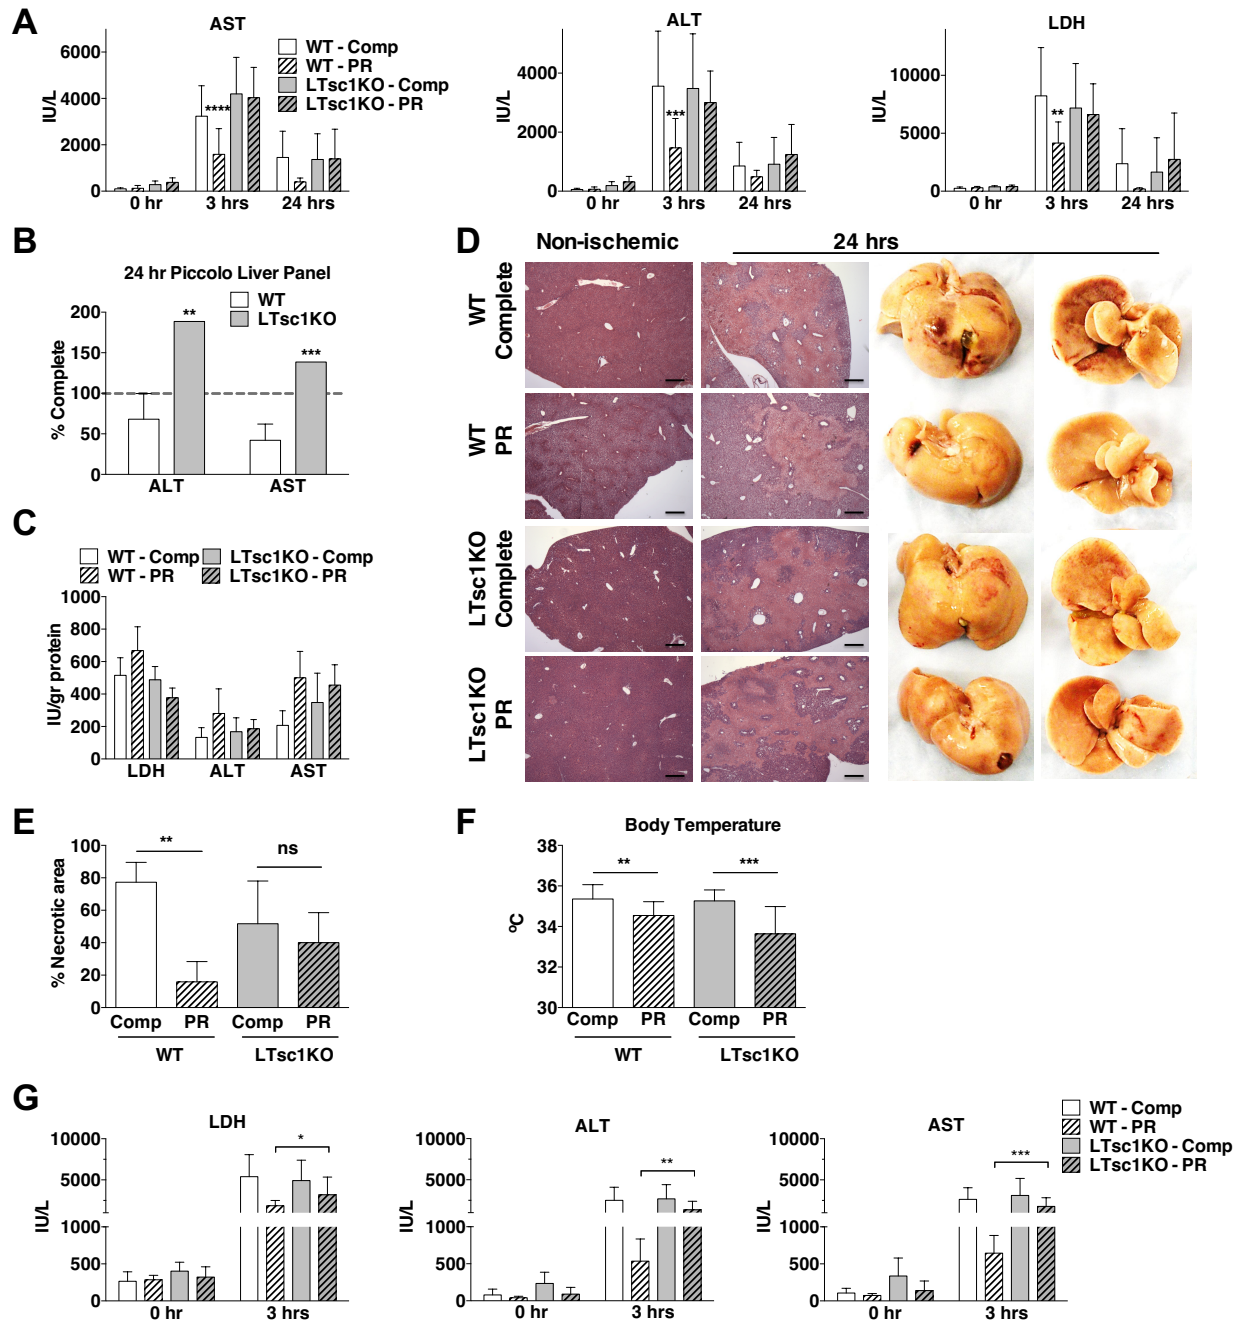 A
AST
ALT
LDH
WT - Comp
WT - PR
LTsc1KO - Comp
LTsc1KO - PR
IU/L
6000
4000
2000
0
****
0 hr
3 hrs
24 hrs
IU/L
4000
2000
0
***
0 hr
3 hrs
24 hrs
IU/L
10000
5000
0
**
0 hr
3 hrs
24 hrs
B
24 hr Piccolo Liver Panel
WT
LTsc1KO
% Complete
200
150
100
50
0
**
***
ALT
AST
C
WT - Comp
LTsc1KO - Comp
WT - PR
LTsc1KO - PR
IU/gr protein
1000
800
600
400
200
0
LDH
ALT
AST
D
Non-ischemic
24 hrs
WT
Complete
WT
PR
LTsc1KO
Complete
LTsc1KO
PR
E
% Necrotic area
100
80
60
40
20
0
**
ns
Comp
PR
Comp
PR
WT
LTsc1KO
F
Body Temperature
ºC
38
36
34
32
30
**
***
Comp
PR
Comp
PR
WT
LTsc1KO
G
LDH
ALT
AST
WT - Comp
WT - PR
LTsc1KO - Comp
LTsc1KO - PR
IU/L
10000
5000
1000
500
0
*
0 hr
3 hrs
IU/L
10000
5000
1000
500
0
**
0 hr
3 hrs
IU/L
10000
5000
1000
500
0
***
0 hr
3 hrs